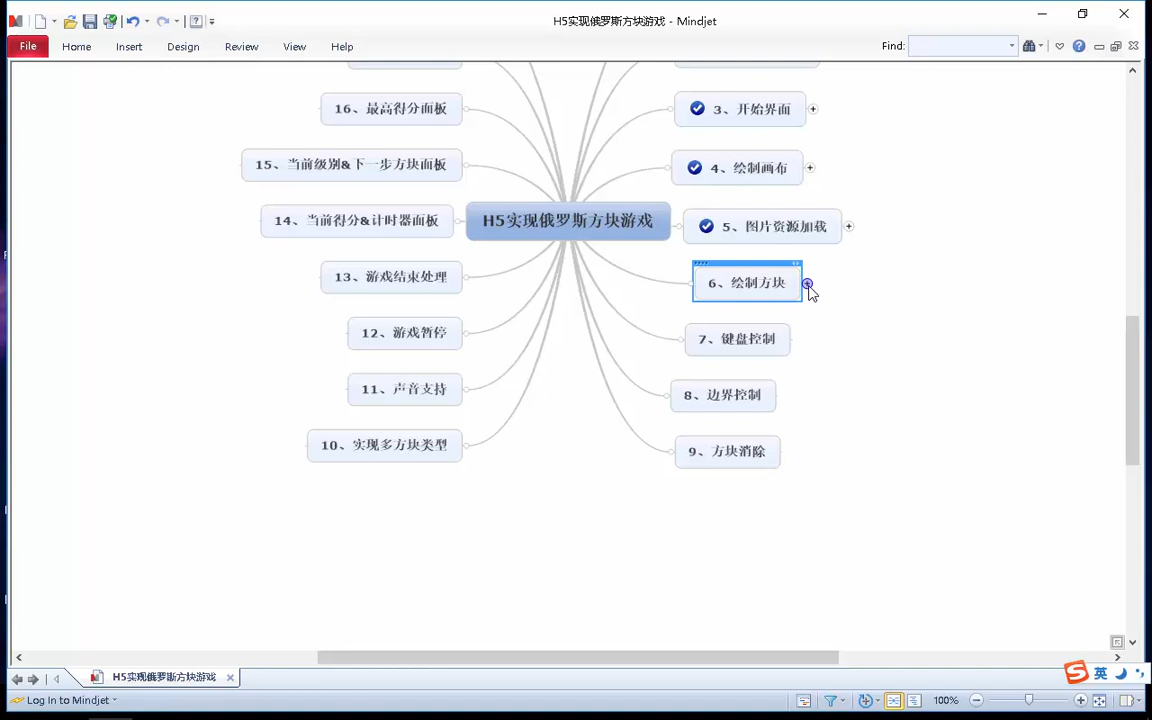 H5实现俄罗斯方块游戏 - Mindjet
File Home Insert Design Review View Help Find:
16、最高得分面板
15、当前级别&下一步方块面板
14、当前得分&计时器面板
13、游戏结束处理
12、游戏暂停
11、声音支持
10、实现多方块类型
H5实现俄罗斯方块游戏
3、开始界面
4、绘制画布
5、图片资源加载
6、绘制方块
7、键盘控制
8、边界控制
9、方块消除
H5实现俄罗斯方块游戏
英
Log In to Mindjet
100%